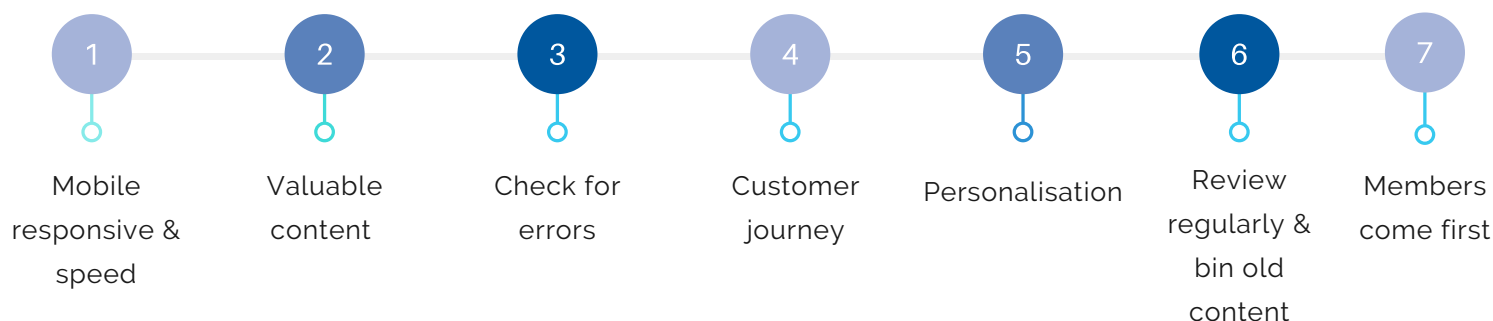 1
Mobile
responsive &
speed
2
Valuable
content
3
Check for
errors
4
Customer
journey
5
Personalisation
6
Review
regularly &
bin old
content
7
Members
come first